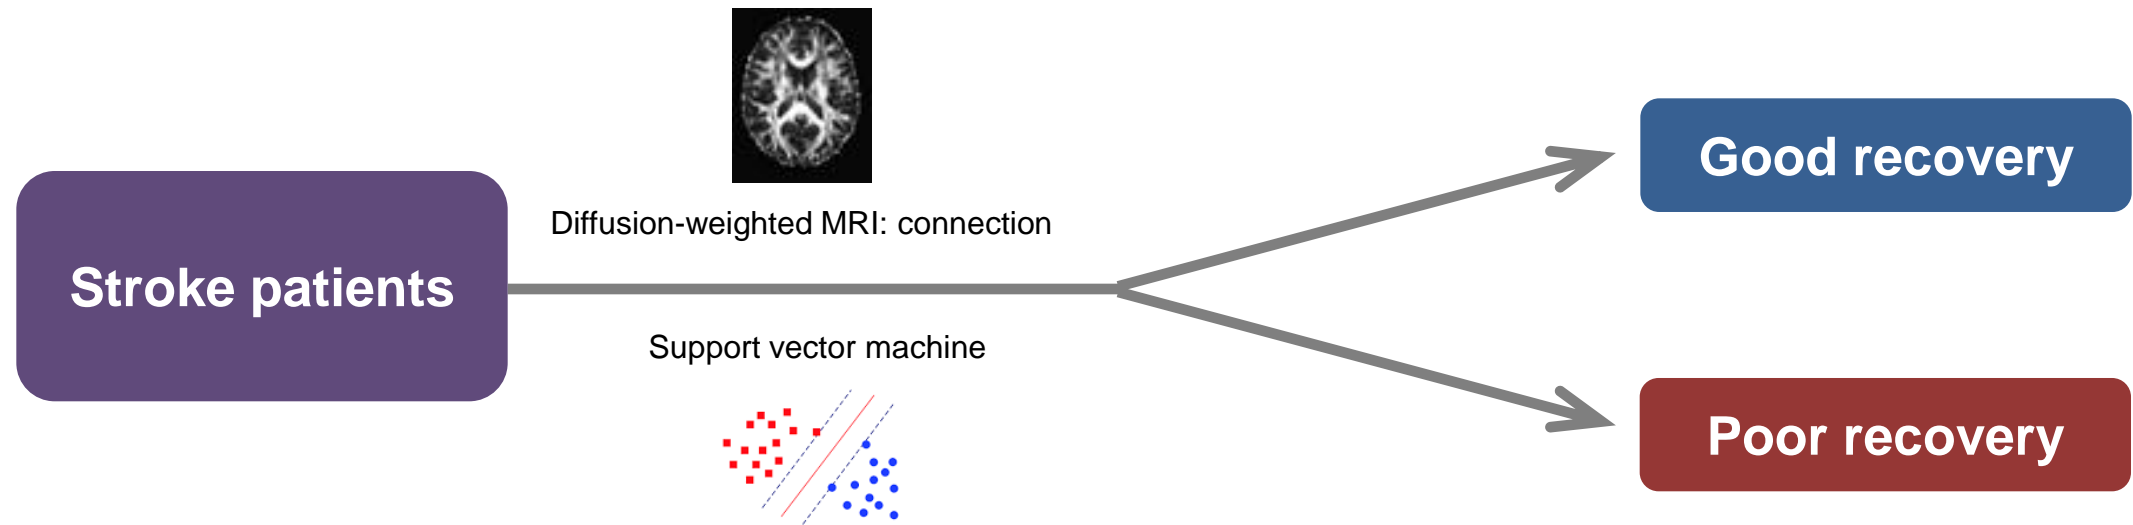 Diffusion-weighted MRI: connection
Stroke patients
Support vector machine
Good recovery
Poor recovery